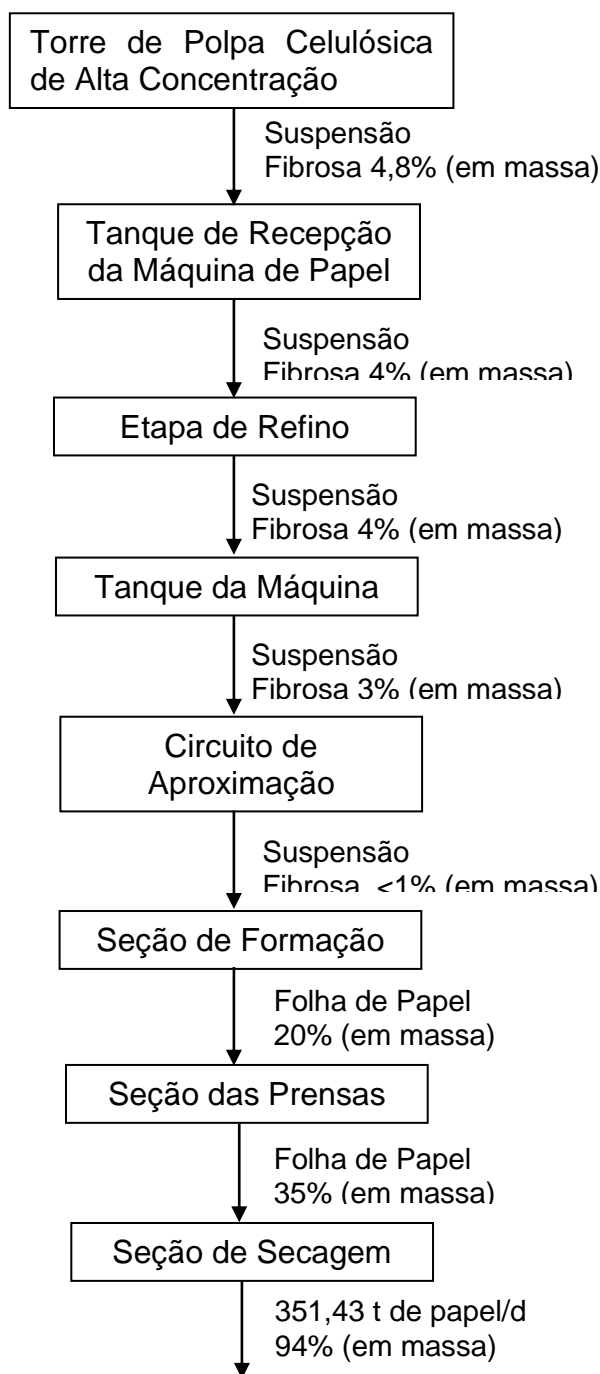 Torre de Polpa Celulósica
de Alta Concentração
Suspensão
Fibrosa 4,8% (em massa)
Tanque de Recepção
da Máquina de Papel
Suspensão
Fibrosa 4% (em massa)
Etapa de Refino
Suspensão
Fibrosa 4% (em massa)
Tanque da Máquina
Suspensão
Fibrosa 3% (em massa)
Circuito de
Aproximação
Suspensão
Fibrosa <1% (em massa)
Seção de Formação
Folha de Papel
20% (em massa)
Seção das Prensas
Folha de Papel
35% (em massa)
Seção de Secagem
351,43 t de papel/d
94% (em massa)